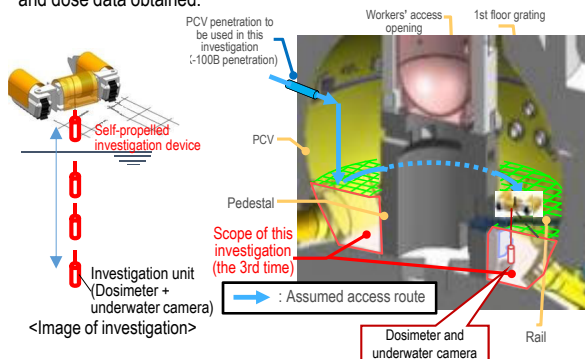 and dose data obtained.
PCV penetration to
be used in this
investigation
(X-100B penetration)
Workers' access
opening
1st floor grating
Self-propelled
investigation device
PCV
Pedestal
Scope of this
investigation
(the 3rd time)
Investigation unit
(Dosimeter +
underwater camera)
<Image of investigation>
: Assumed access route
Dosimeter and
underwater camera
Rail